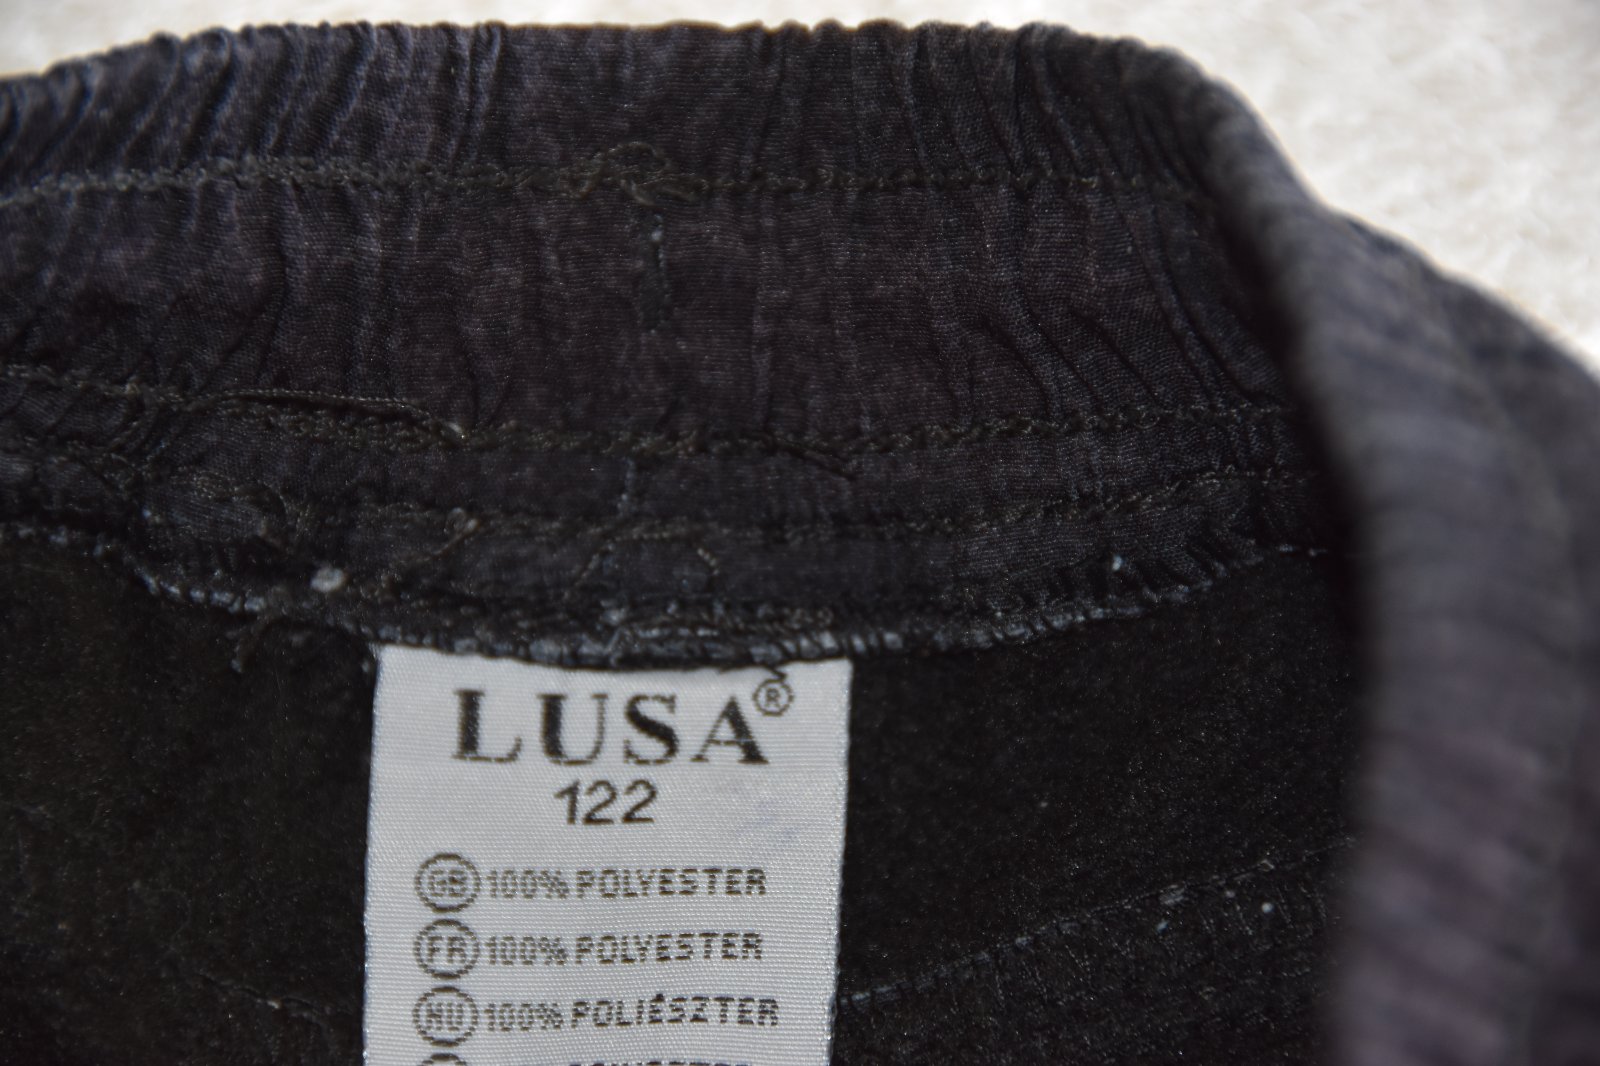 LUSA®
122
GB 100% POLYESTER
FR 100% POLYESTER
HU 100% POLIÉSZTER